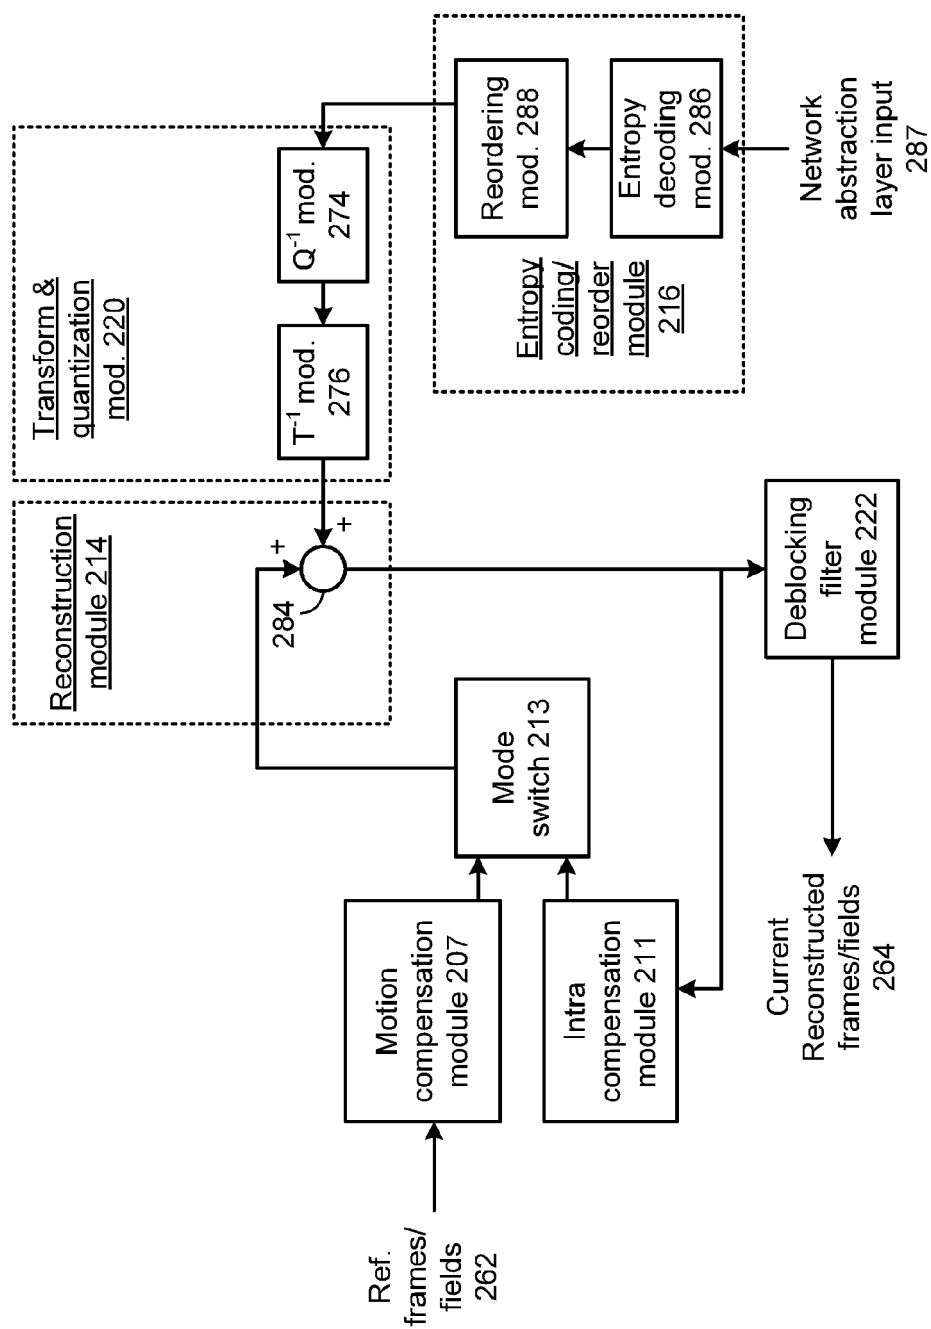 Ref.
frames/
fields
262
Motion
compensation
module 207
Intra
compensation
module 211
Mode
switch 213
Reconstruction
module 214
284
+
+
Transform &
quantization
mod. 220
T-1 mod.
276
Q-1 mod.
274
Reordering
mod. 288
Entropy
decoding
mod. 286
Entropy
coding/
reorder
module
216
Network
abstraction
layer input
287
Deblocking
filter
module 222
Current
Reconstructed
frames/fields
264